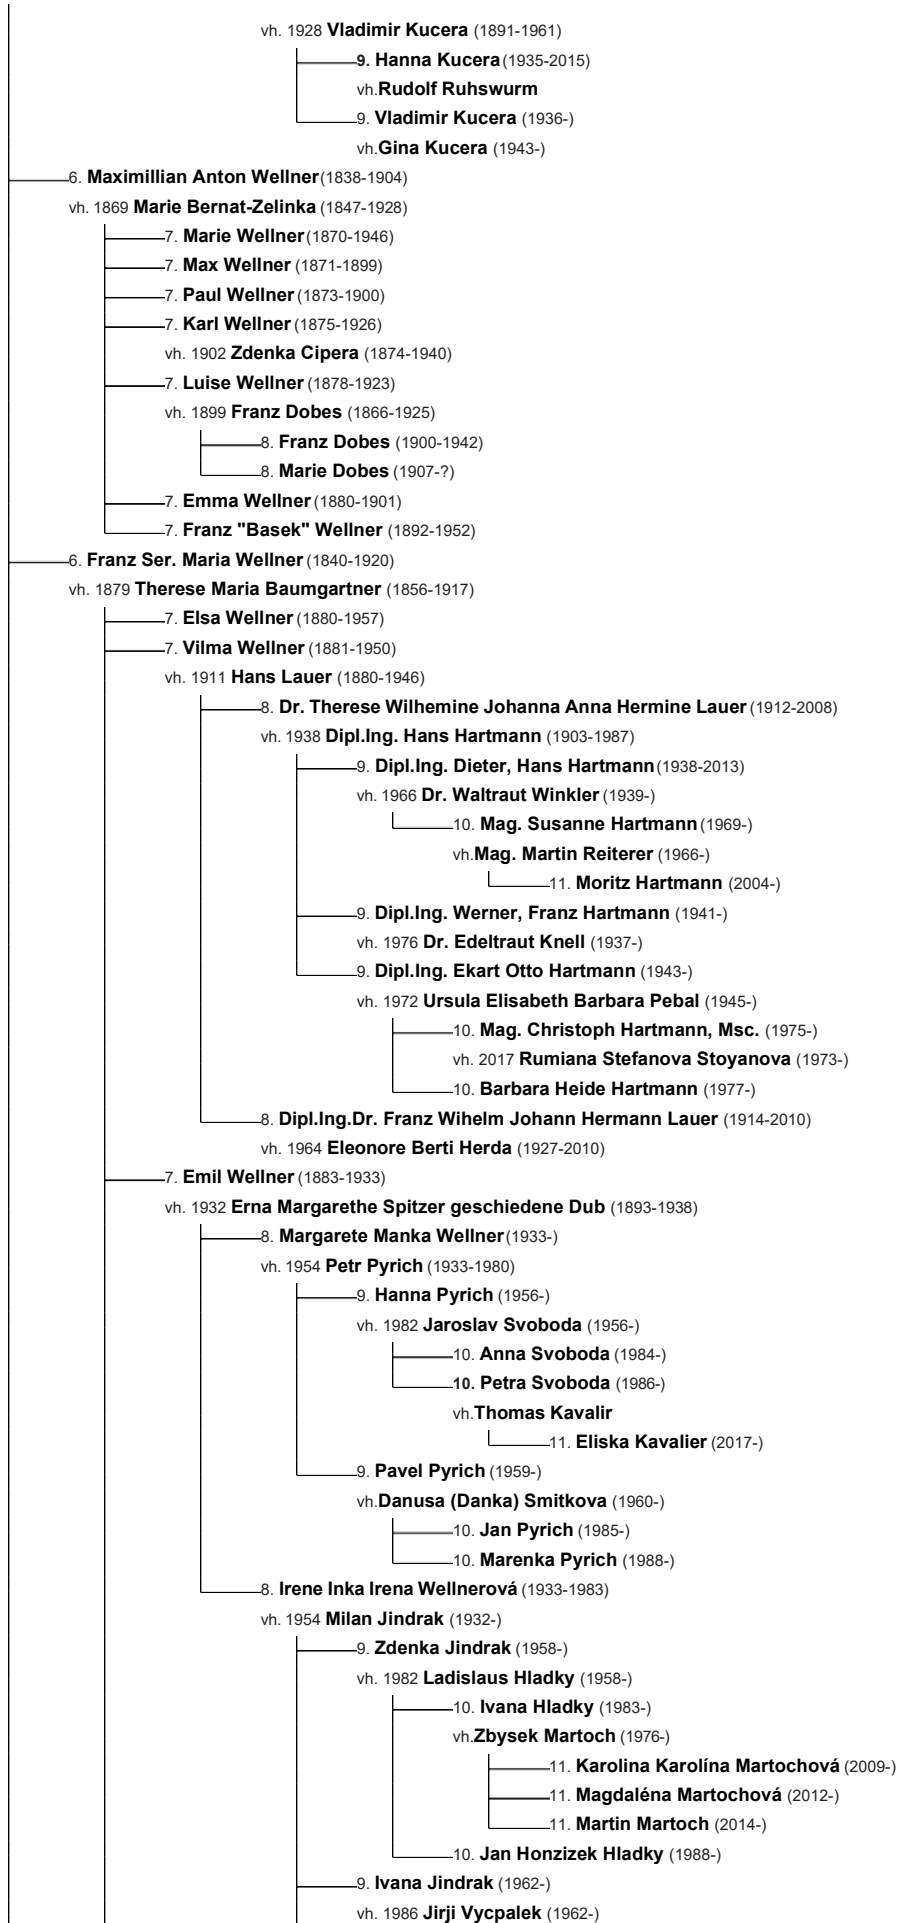 vh. 1928 Vladimir Kucera (1891-1961)
9. Hanna Kucera (1935-2015)
vh.Rudolf Ruhswurm
9. Vladimir Kucera (1936-)
vh.Gina Kucera (1943-)
6. Maximillian Anton Wellner (1838-1904)
vh. 1869 Marie Bernat-Zelinka (1847-1928)
7. Marie Wellner (1870-1946)
7. Max Wellner (1871-1899)
7. Paul Wellner (1873-1900)
7. Karl Wellner (1875-1926)
vh. 1902 Zdenka Cipera (1874-1940)
7. Luise Wellner (1878-1923)
vh. 1899 Franz Dobes (1866-1925)
8. Franz Dobes (1900-1942)
8. Marie Dobes (1907-?)
7. Emma Wellner (1880-1901)
7. Franz "Basek" Wellner (1892-1952)
6. Franz Ser. Maria Wellner (1840-1920)
vh. 1879 Therese Maria Baumgartner (1856-1917)
7. Elsa Wellner (1880-1957)
7. Vilma Wellner (1881-1950)
vh. 1911 Hans Lauer (1880-1946)
8. Dr. Therese Wilhemine Johanna Anna Hermine Lauer (1912-2008)
vh. 1938 Dipl.Ing. Hans Hartmann (1903-1987)
9. Dipl.Ing. Dieter, Hans Hartmann (1938-2013)
vh. 1966 Dr. Waltraut Winkler (1939-)
10. Mag. Susanne Hartmann (1969-)
vh.Mag. Martin Reiterer (1966-)
11. Moritz Hartmann (2004-)
9. Dipl.Ing. Werner, Franz Hartmann (1941-)
vh. 1976 Dr. Edeltraut Knell (1937-)
9. Dipl.Ing. Ekart Otto Hartmann (1943-)
vh. 1972 Ursula Elisabeth Barbara Pebal (1945-)
10. Mag. Christoph Hartmann, Msc. (1975-)
vh. 2017 Rumiana Stefanova Stoyanova (1973-)
10. Barbara Heide Hartmann (1977-)
8. Dipl.Ing.Dr. Franz Wihelm Johann Hermann Lauer (1914-2010)
vh. 1964 Eleonore Berti Herda (1927-2010)
7. Emil Wellner (1883-1933)
vh. 1932 Erna Margarethe Spitzer geschiedene Dub (1893-1938)
8. Margarete Manka Wellner (1933-)
vh. 1954 Petr Pyrich (1933-1980)
9. Hanna Pyrich (1956-)
vh. 1982 Jaroslav Svoboda (1956-)
10. Anna Svoboda (1984-)
10. Petra Svoboda (1986-)
vh.Thomas Kavalir
11. Eliska Kavalier (2017-)
9. Pavel Pyrich (1959-)
vh.Danusa (Danka) Smitkova (1960-)
10. Jan Pyrich (1985-)
10. Marenka Pyrich (1988-)
8. Irene Inka Irena Wellnerová (1933-1983)
vh. 1954 Milan Jindrak (1932-)
9. Zdenka Jindrak (1958-)
vh. 1982 Ladislaus Hladky (1958-)
10. Ivana Hladky (1983-)
vh.Zbysek Martoch (1976-)
11. Karolina Karolína Martochová (2009-)
11. Magdaléna Martochová (2012-)
11. Martin Martoch (2014-)
10. Jan Honzizek Hladky (1988-)
9. Ivana Jindrak (1962-)
vh. 1986 Jirji Vycpalek (1962-)